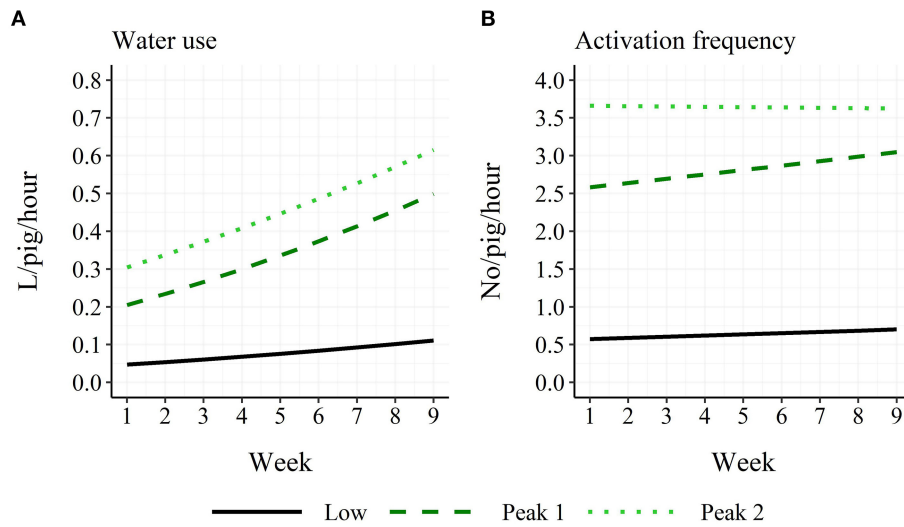 A
Water use
L/pig/hour
0.8
0.7
0.6
0.5
0.4
0.3
0.2
0.1
0.0
1 2 3 4 5 6 7 8 9
Week
B
Activation frequency
No/pig/hour
4.0
3.5
3.0
2.5
2.0
1.5
1.0
0.5
0.0
1 2 3 4 5 6 7 8 9
Week
Low Peak 1 Peak 2